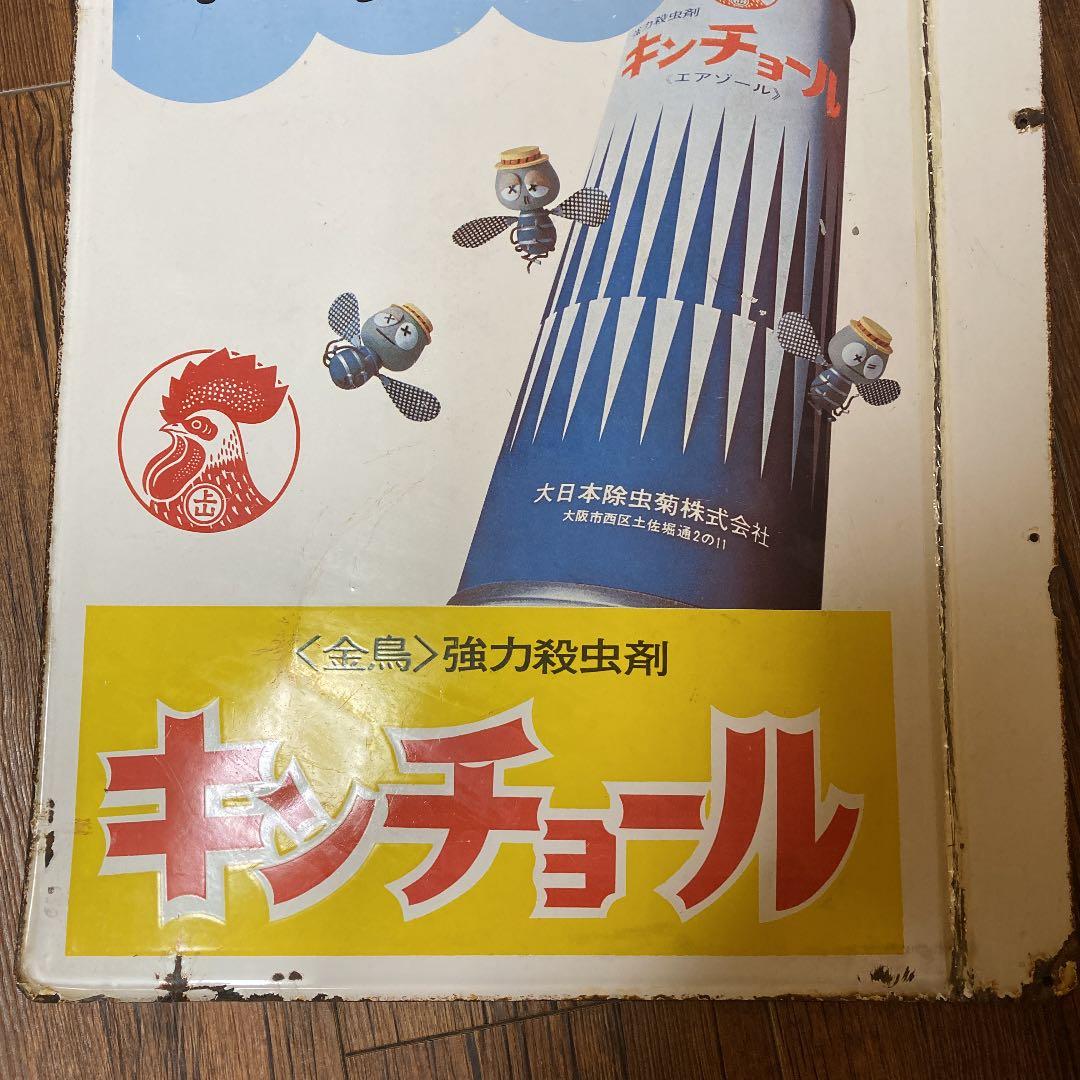 強力殺虫剤
キンチョール
《エアゾール》
上山
大日本除虫菊株式会社
大阪市西区土佐堀通2の11
〈金鳥〉強力殺虫剤
キンチョール